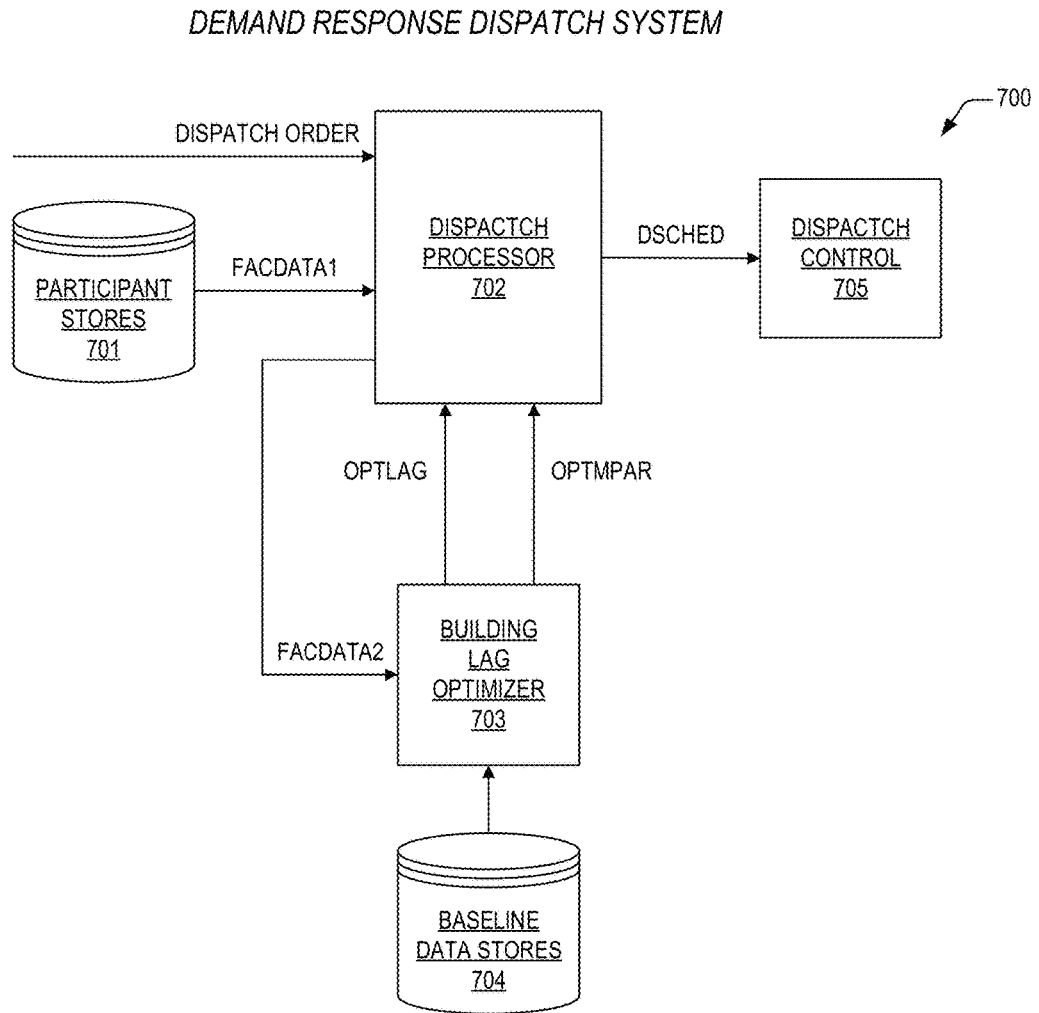 DEMAND RESPONSE DISPATCH SYSTEM
700
DISPATCH ORDER
PARTICIPANT
STORES
701
FACDATA1
DISPACTCH
PROCESSOR
702
DSCHED
DISPACTCH
CONTROL
705
OPTLAG
OPTMPAR
FACDATA2
BUILDING
LAG
OPTIMIZER
703
BASELINE
DATA STORES
704